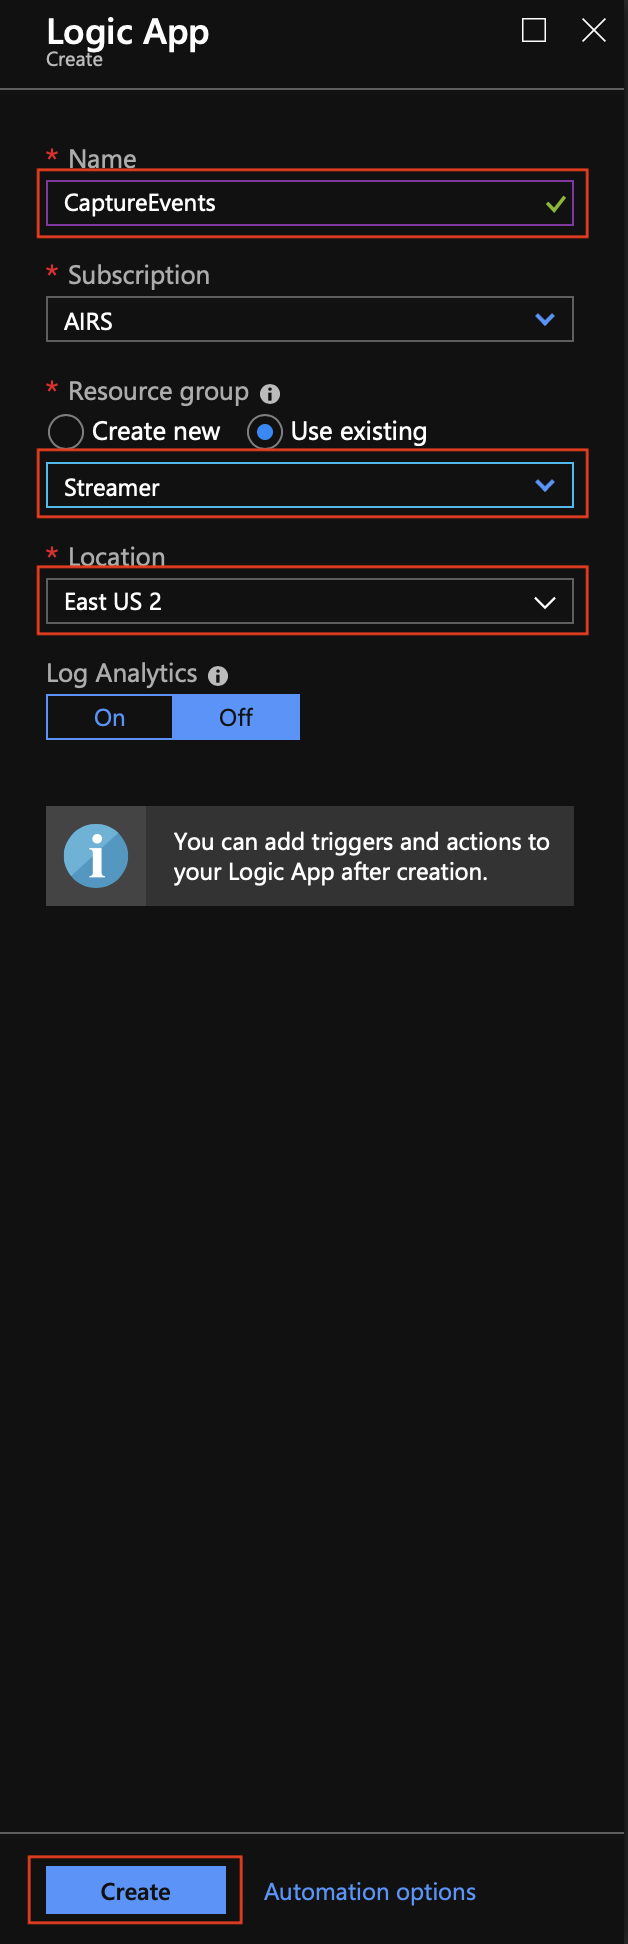 Logic App
Create
* Name
CaptureEvents
* Subscription
AIRS
* Resource group
Create new Use existing
Streamer
* Location
East US 2
Log Analytics
On Off
You can add triggers and actions to
your Logic App after creation.
Create Automation options